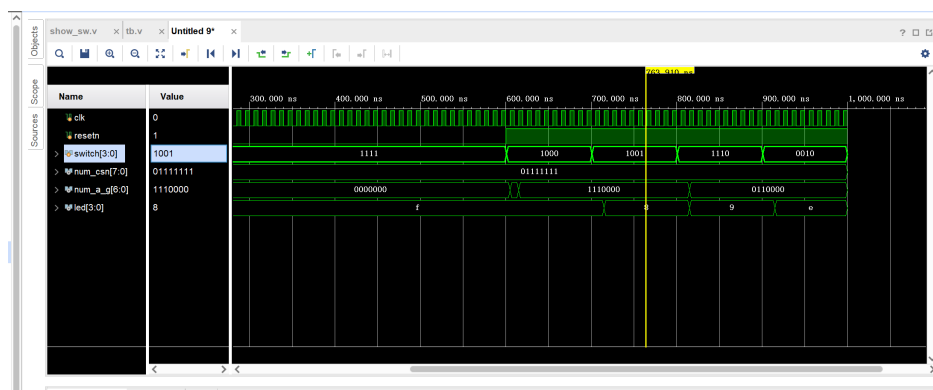 show_sw.v × tb.v × Untitled 9* ×
Objects
Scope
Sources
762.910 ns
Name Value
300.000 ns 400.000 ns 500.000 ns 600.000 ns 700.000 ns 800.000 ns 900.000 ns 1,000.000 ns
clk 0
resetn 1
switch[3:0] 1001 1111 1000 1001 1110 0010
num_csn[7:0] 01111111 01111111
num_a_g[6:0] 1110000 0000000 1110000 0110000
led[3:0] 8 f 8 9 e